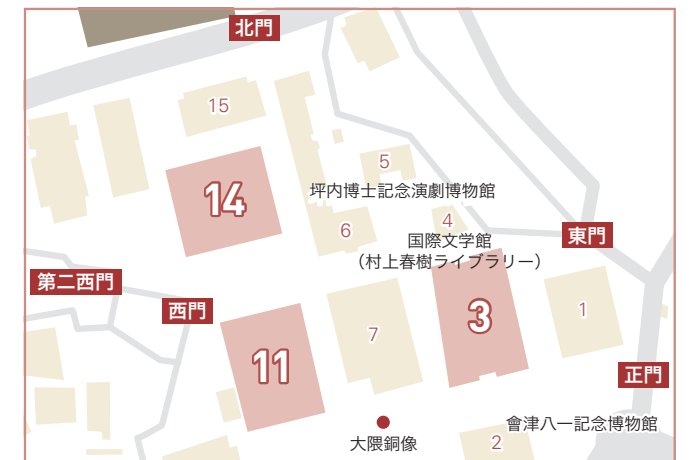 北門
15
14
5
坪内博士記念演劇博物館
4
6
国際文学館
（村上春樹ライブラリー）
東門
第二西門
西門
3
1
7
11
正門
會津八一記念博物館
大隈銅像
2